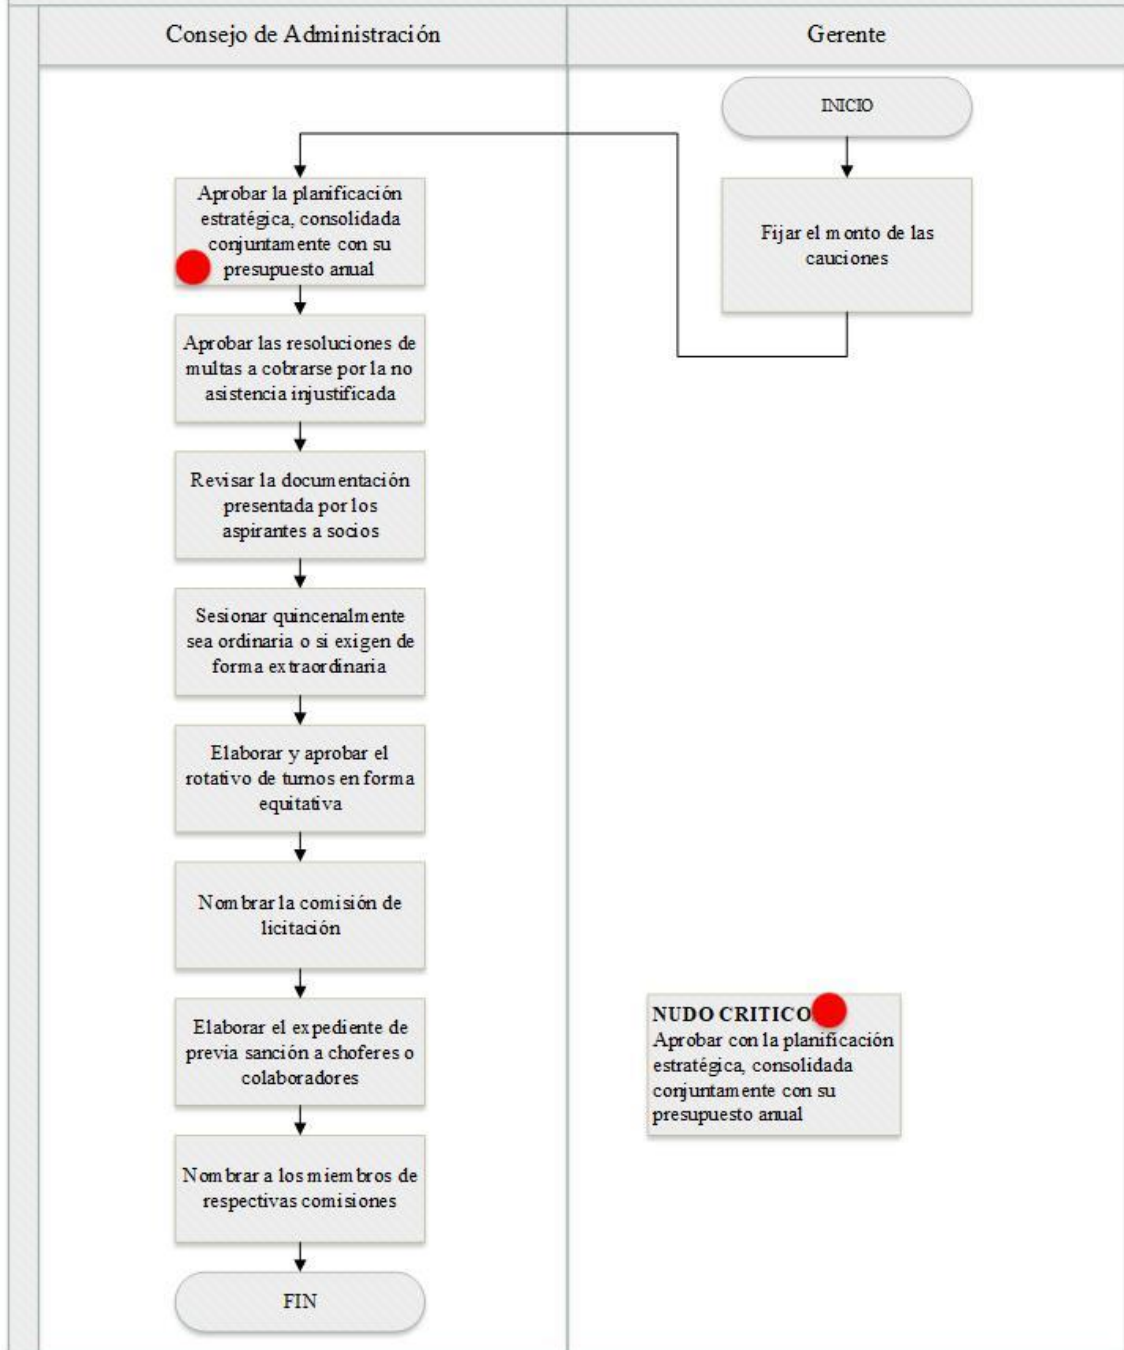 Consejo de Administración
Gerente
INICIO
Fijar el monto de las
cauciones
Aprobar la planificación
estratégica, consolidada
conjuntamente con su
presupuesto anual
Aprobar las resoluciones de
multas a cobrarse por la no
asistencia injustificada
Revisar la documentación
presentada por los
aspirantes a socios
Sesionar quincenalmente
sea ordinaria o si exigen de
forma extraordinaria
Elaborar y aprobar el
rotativo de turnos en forma
equitativa
Nombrar la comisión de
licitación
Elaborar el expediente de
previa sanción a choferes o
colaboradores
Nombrar a los miembros de
respectivas comisiones
FIN
NUDO CRITICO
Aprobar con la planificación
estratégica, consolidada
conjuntamente con su
presupuesto anual